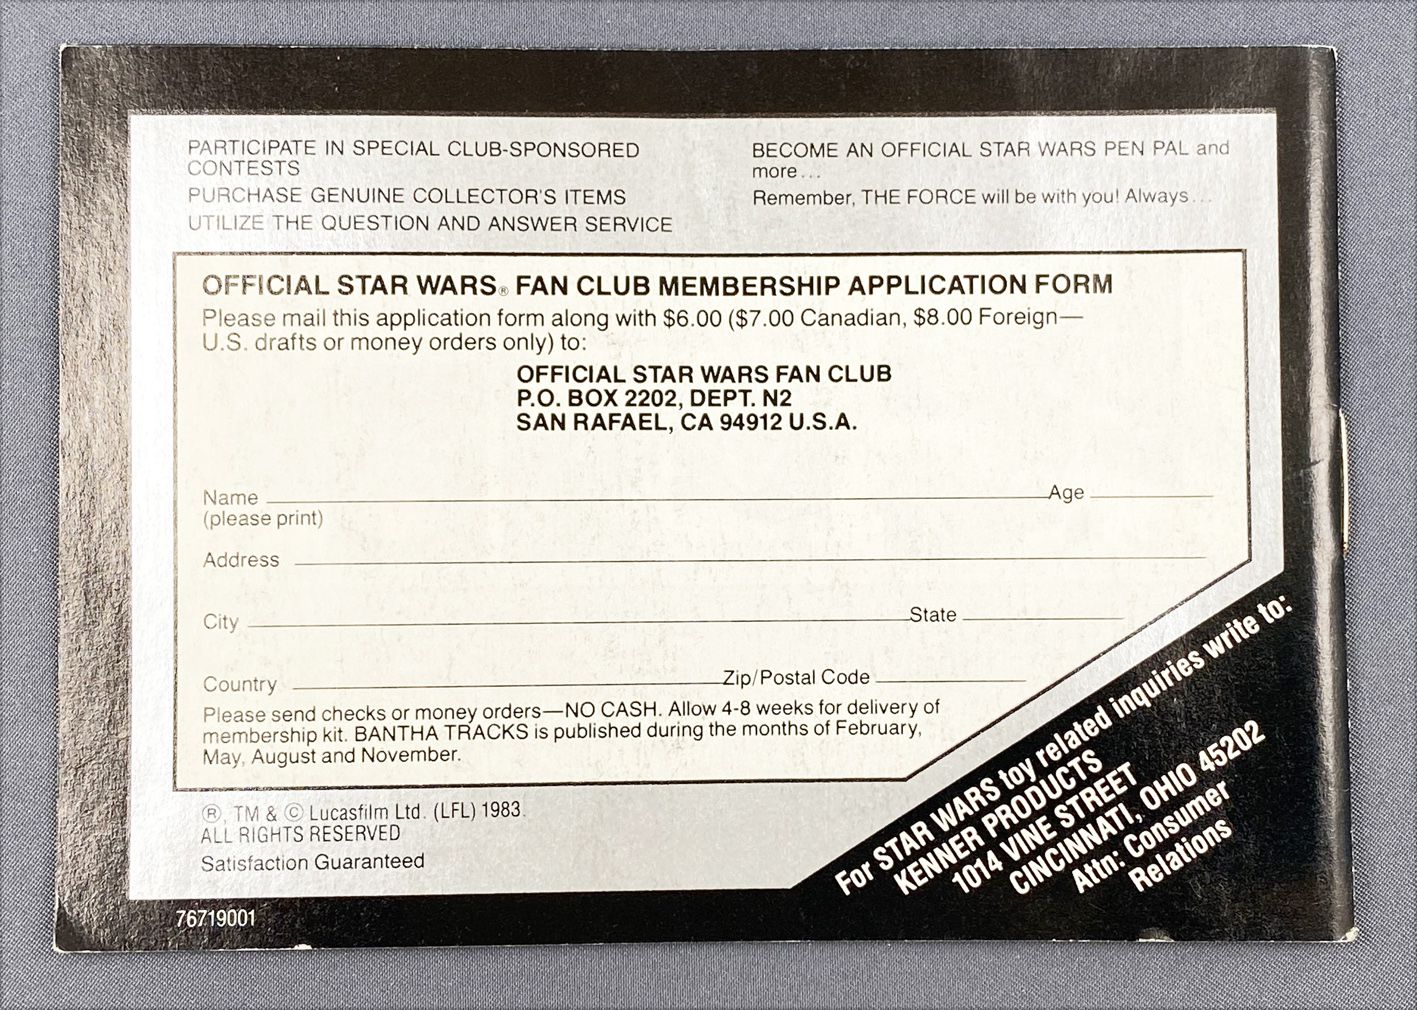 PARTICIPATE IN SPECIAL CLUB-SPONSORED
CONTESTS
PURCHASE GENUINE COLLECTOR'S ITEMS
UTILIZE THE QUESTION AND ANSWER SERVICE
BECOME AN OFFICIAL STAR WARS PEN PAL and
more...
Remember, THE FORCE will be with you! Always...
OFFICIAL STAR WARS® FAN CLUB MEMBERSHIP APPLICATION FORM
Please mail this application form along with $6.00 ($7.00 Canadian, $8.00 Foreign—
U.S. drafts or money orders only) to:
OFFICIAL STAR WARS FAN CLUB
P.O. BOX 2202, DEPT. N2
SAN RAFAEL, CA 94912 U.S.A.
Name Age
(please print)
Address
City State
Country Zip/Postal Code
Please send checks or money orders—NO CASH. Allow 4-8 weeks for delivery of
membership kit. BANTHA TRACKS is published during the months of February,
May, August and November.
®, TM & © Lucasfilm Ltd. (LFL) 1983.
ALL RIGHTS RESERVED
Satisfaction Guaranteed
For STAR WARS toy related inquiries write to:
KENNER PRODUCTS
1014 VINE STREET
CINCINNATI, OHIO 45202
Attn: Consumer
Relations
76719001